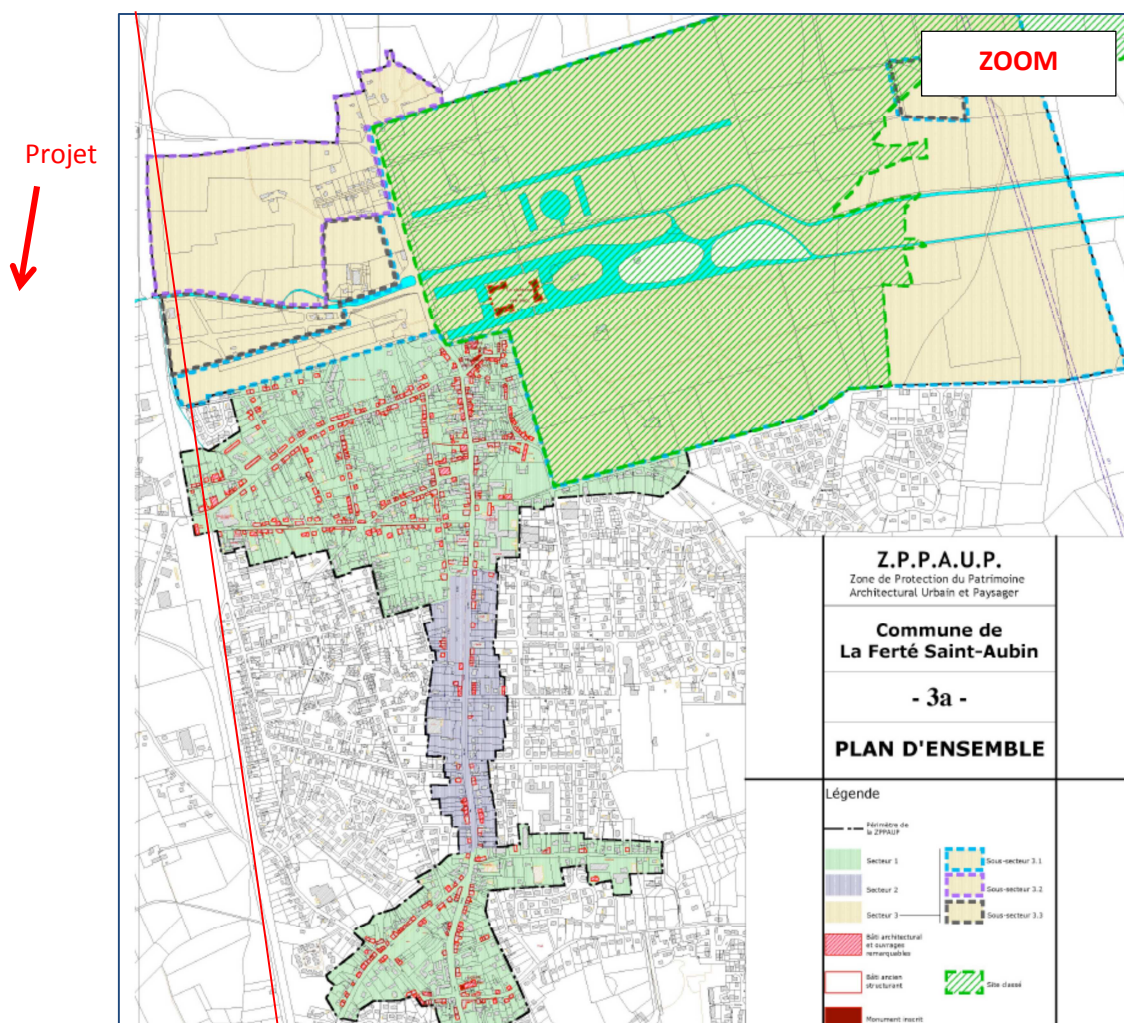 ZOOM
Projet
Z.P.P.A.U.P.
Zone de Protection du Patrimoine
Architectural Urbain et Paysager
Commune de
La Ferté Saint-Aubin
- 3a -
PLAN D'ENSEMBLE
Légende
Périmètre de
la ZPPAUP
Secteur 1
Secteur 2
Secteur 3
Sous-secteur 3.1
Sous-secteur 3.2
Sous-secteur 3.3
Bâti architectural
et ouvrages
remarquables
Bâti ancien
structurant
Site classé
Monument inscrit